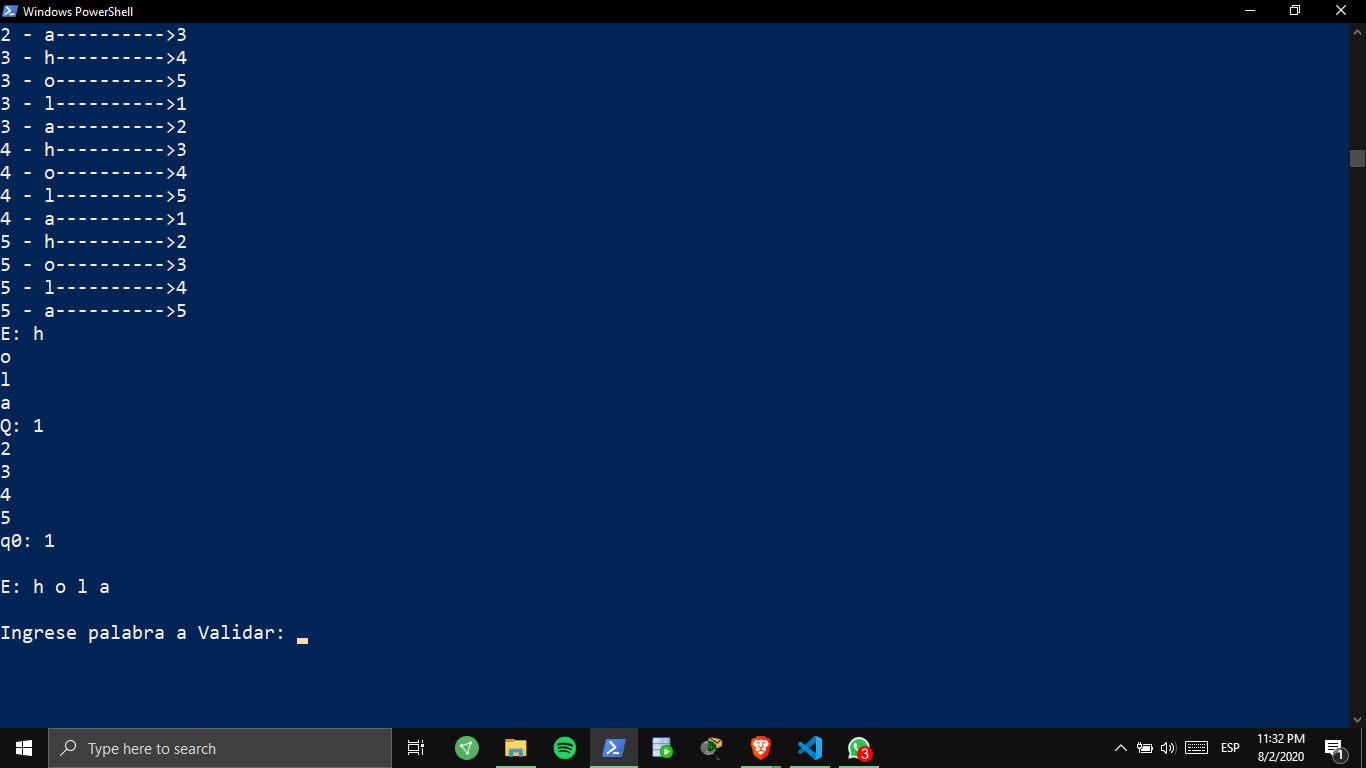 Windows PowerShell
2 - a---------->3
3 - h---------->4
3 - o---------->5
3 - l---------->1
3 - a---------->2
4 - h---------->3
4 - o---------->4
4 - l---------->5
4 - a---------->1
5 - h---------->2
5 - o---------->3
5 - l---------->4
5 - a---------->5
E: h
o
l
a
Q: 1
2
3
4
5
q0: 1
E: h o l a
Ingrese palabra a Validar:
Type here to search
3
ESP
11:32 PM
8/2/2020
1